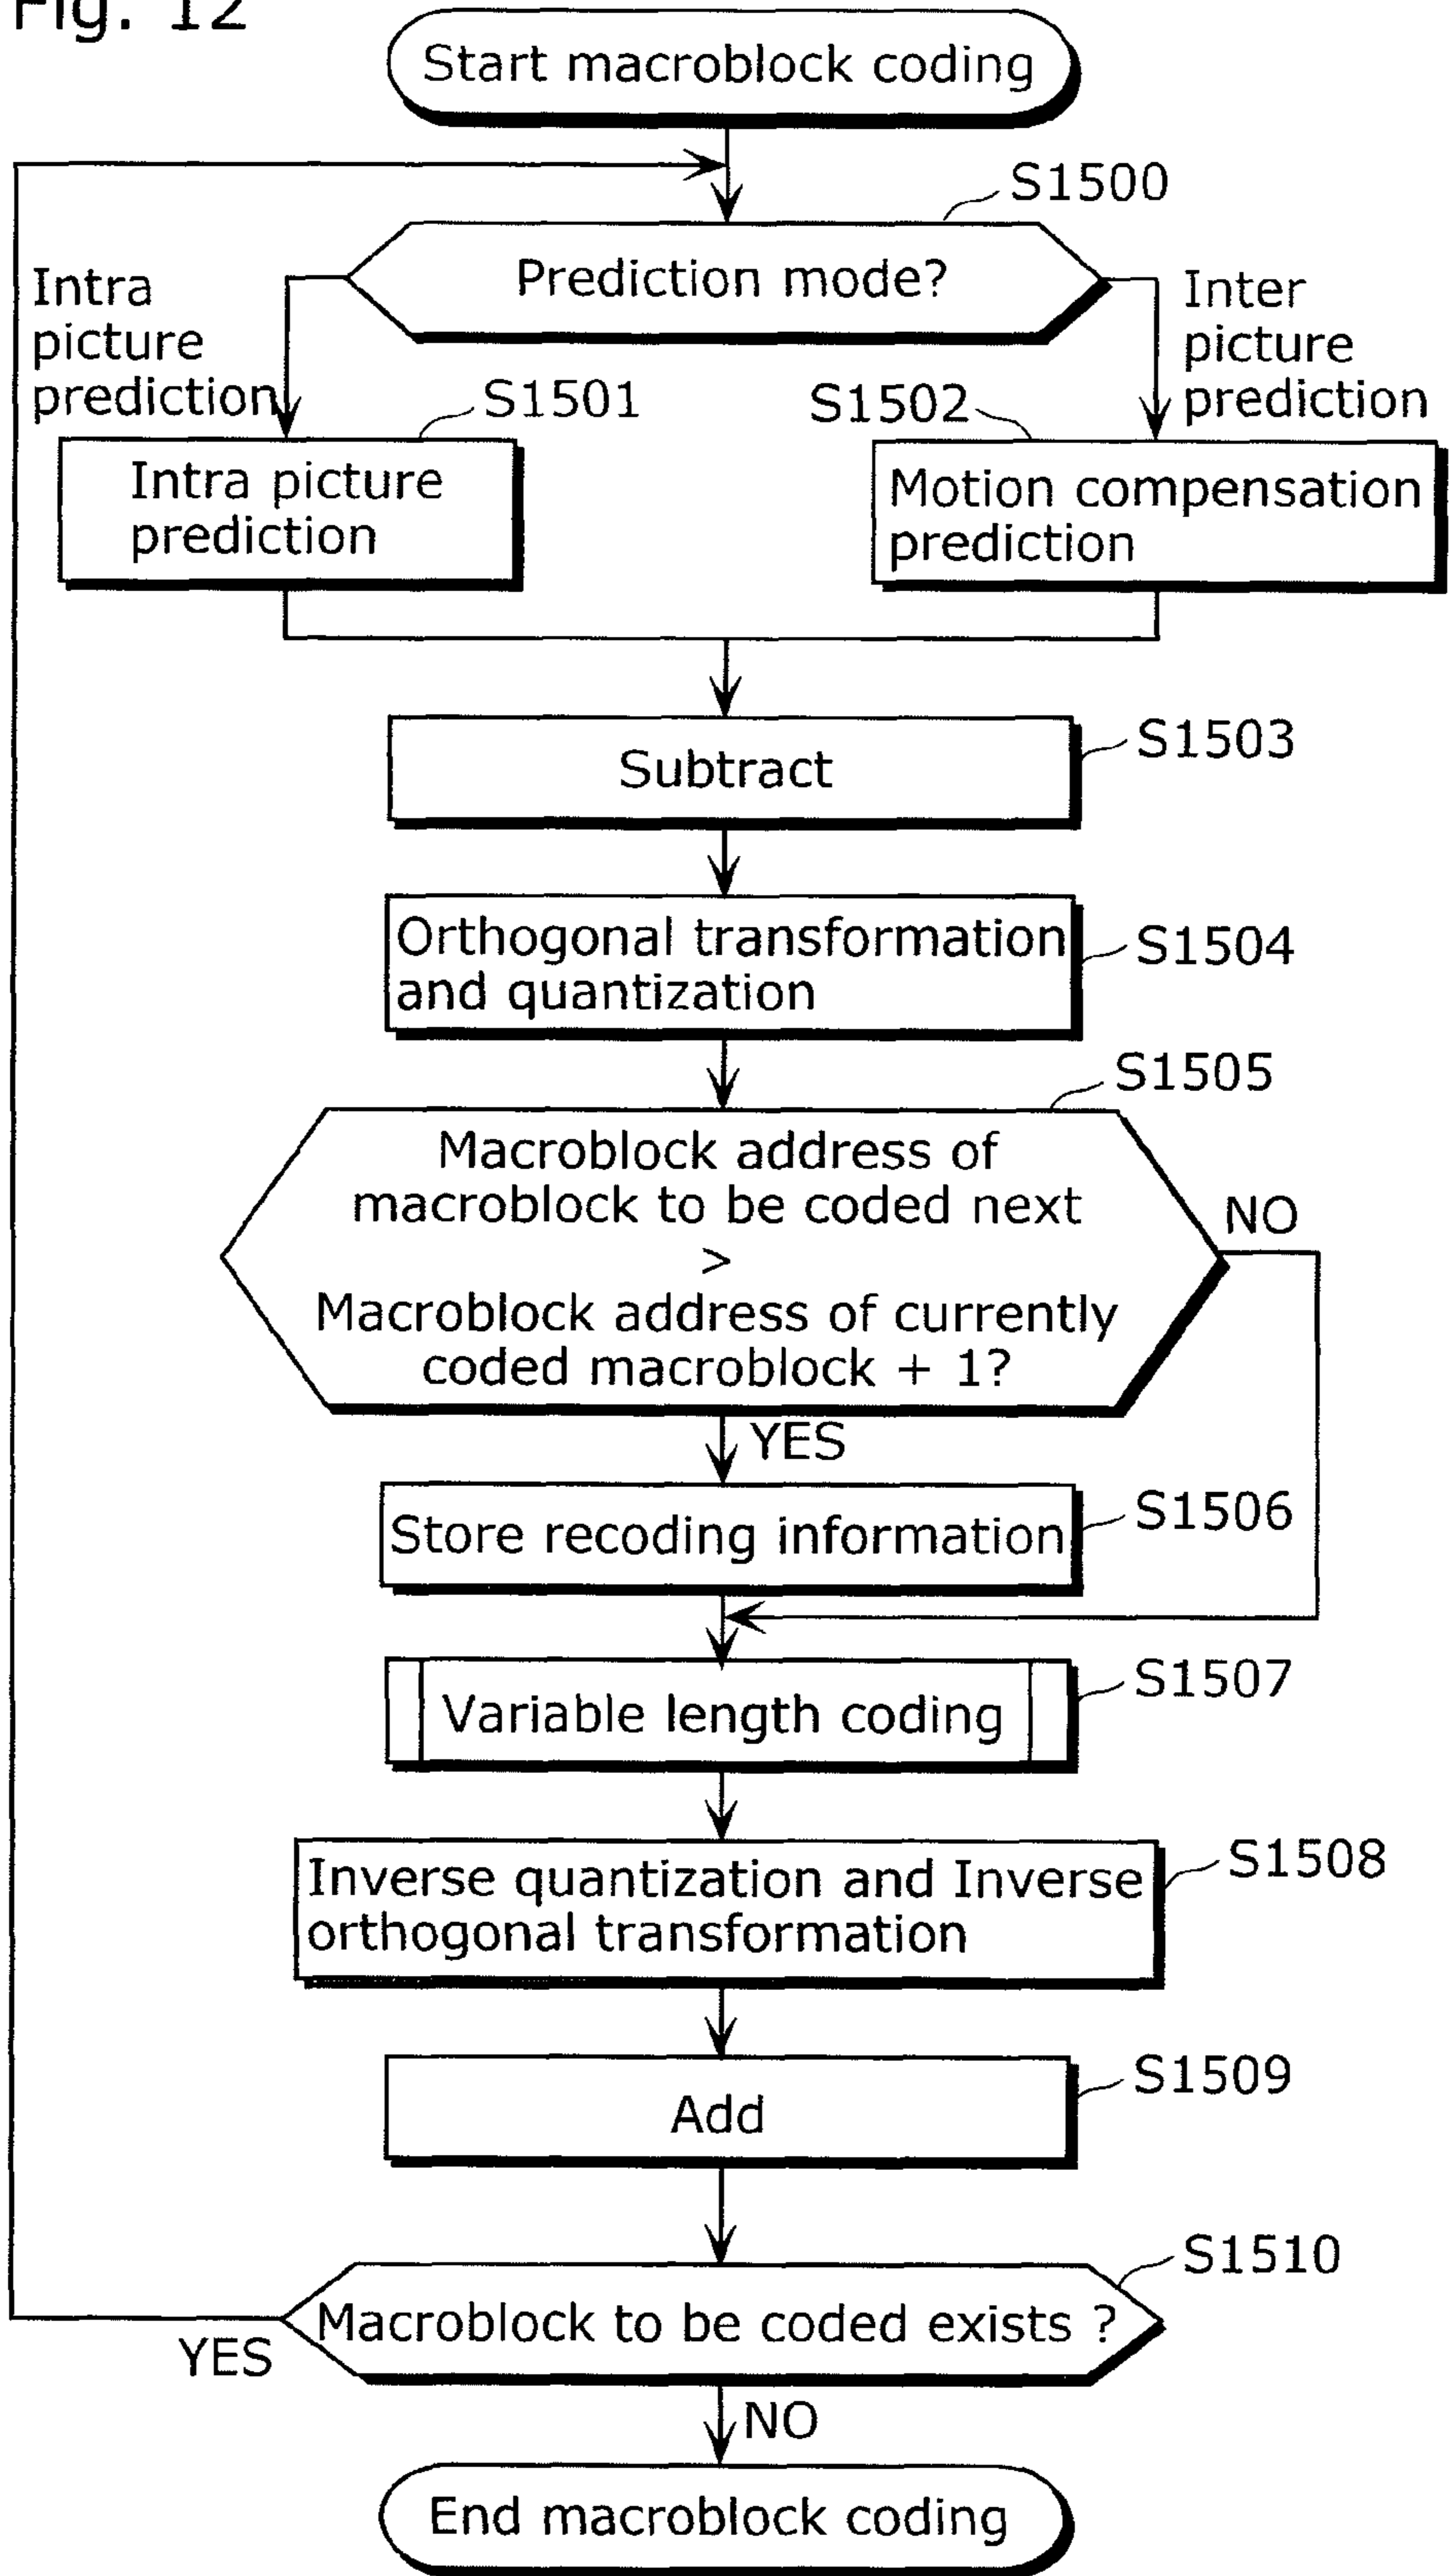 Fig. 12
Start macroblock coding
S1500
Prediction mode?
Intra
picture
prediction
Inter
picture
prediction
S1501
S1502
Intra picture
prediction
Motion compensation
prediction
Subtract
S1503
Orthogonal transformation
and quantization
S1504
S1505
Macroblock address of
macroblock to be coded next
>
Macroblock address of currently
coded macroblock + 1?
NO
YES
Store recoding information
S1506
Variable length coding
S1507
Inverse quantization and Inverse
orthogonal transformation
S1508
Add
S1509
S1510
Macroblock to be coded exists ?
YES
NO
End macroblock coding